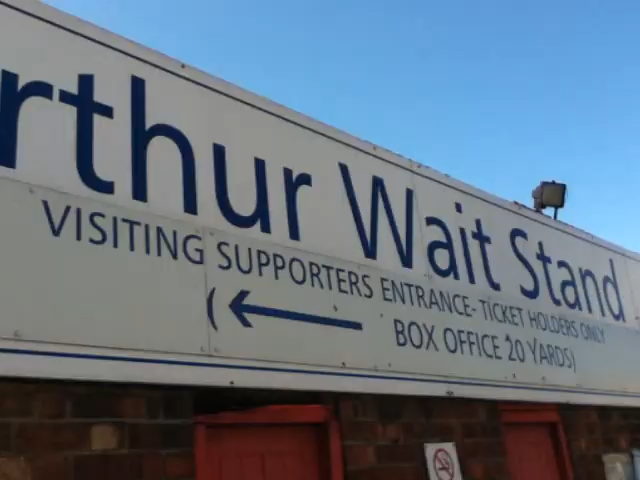 rthur Wait Stand
VISITING SUPPORTERS ENTRANCE- TICKET HOLDERS ONLY
( ← BOX OFFICE 20 YARDS)